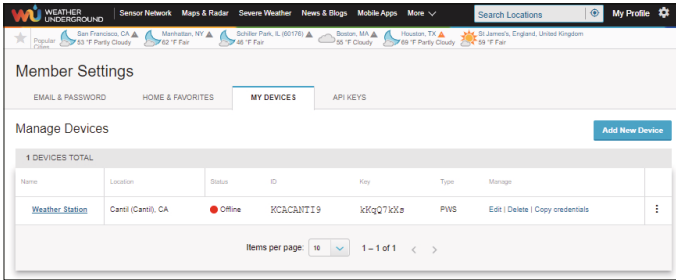 WEATHER UNDERGROUND Sensor Network Maps & Radar Severe Weather News & Blogs Mobile Apps More Search Locations My Profile
Popular Cities San Francisco, CA 53 °F Partly Cloudy Manhattan, NY 62 °F Fair Schiller Park, IL (60176) 46 °F Fair Boston, MA 55 °F Cloudy Houston, TX 69 °F Partly Cloudy St James's, England, United Kingdom 59 °F Fair
Member Settings
EMAIL & PASSWORD HOME & FAVORITES MY DEVICES API KEYS
Manage Devices Add New Device
1 DEVICES TOTAL
Name Location Status ID Key Type Manage
Weather Station Cantil (Cantil), CA Offline KCACANTI9 kKqQ7kXs PWS Edit | Delete | Copy credentials
Items per page: 10 1 – 1 of 1